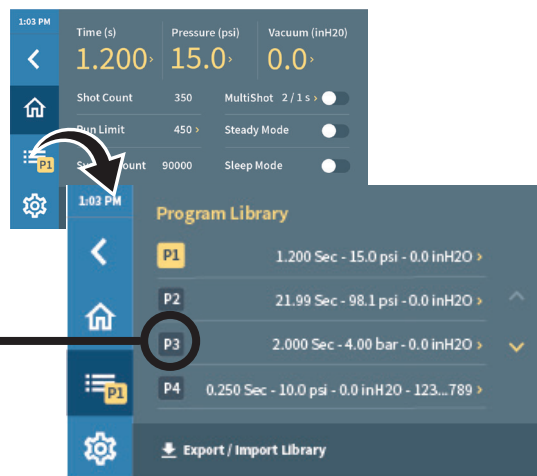 1:03 PM
Time (s) Pressure (psi) Vacuum (inH20)
1.200› 15.0› 0.0›
Shot Count 350 MultiShot 2 / 1 s ›
Run Limit 450 › Steady Mode
P1
90000 Sleep Mode
1:03 PM
Program Library
P1 1.200 Sec - 15.0 psi - 0.0 inH2O ›
P2 21.99 Sec - 98.1 psi - 0.0 inH2O ›
P3 2.000 Sec - 4.00 bar - 0.0 inH2O ›
P1
P4 0.250 Sec - 10.0 psi - 0.0 inH2O - 123...789 ›
Export / Import Library